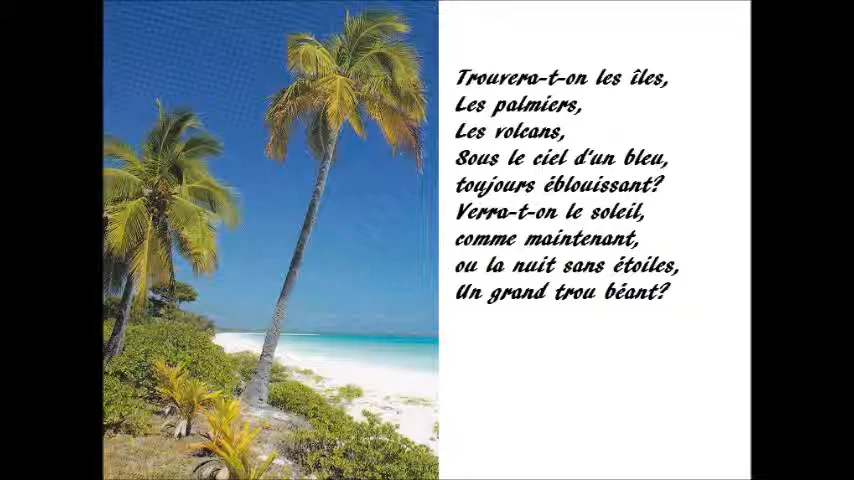 Trouvera-t-on les îles,
Les palmiers,
Les volcans,
Sous le ciel d'un bleu,
toujours éblouissant?
Verra-t-on le soleil,
comme maintenant,
ou la nuit sans étoiles,
Un grand trou béant?